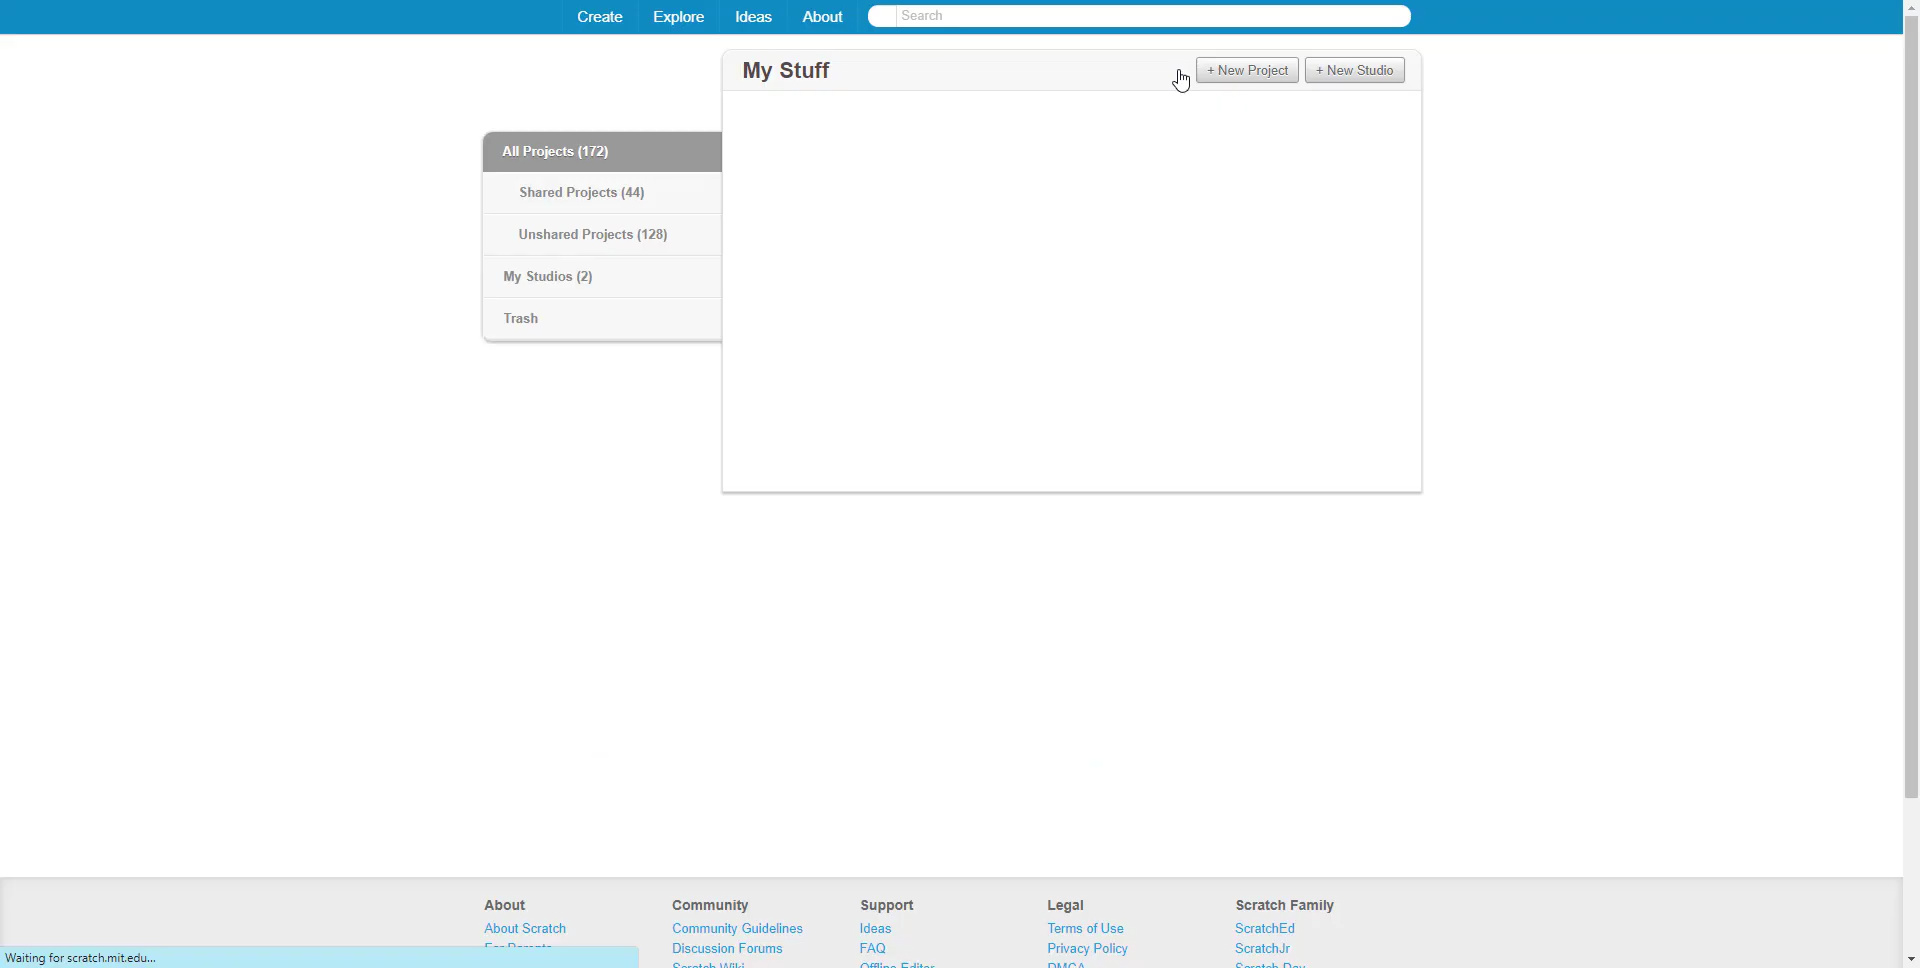 Create
Explore
Ideas
About
Search
My Stuff
+ New Project
+ New Studio
All Projects (172)
Shared Projects (44)
Unshared Projects (128)
My Studios (2)
Trash
About
About Scratch
For Parents
Community
Community Guidelines
Discussion Forums
Scratch Wiki
Support
Ideas
FAQ
Offline Editor
Legal
Terms of Use
Privacy Policy
DMCA
Scratch Family
ScratchEd
ScratchJr
Scratch Day
Waiting for scratch.mit.edu...